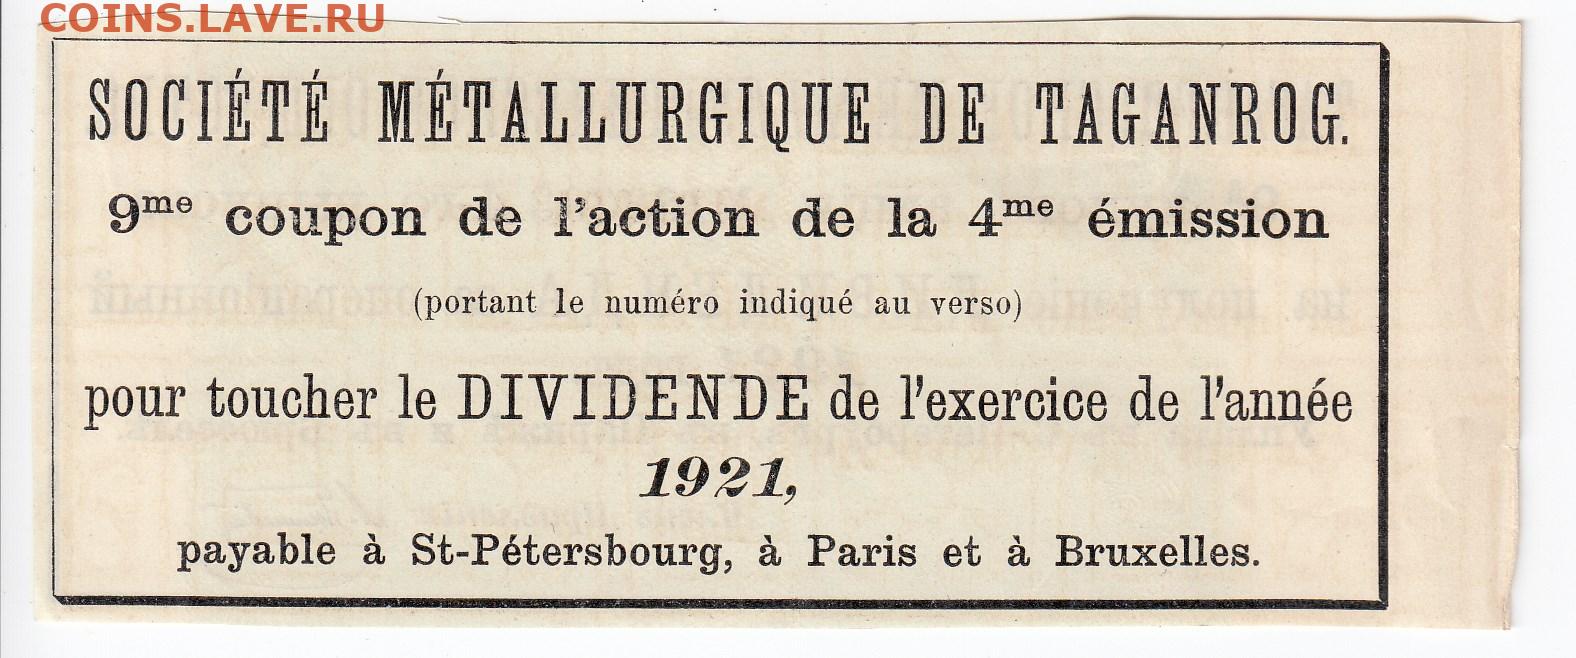 COINS.LAVE.RU
SOCIÉTÉ MÉTALLURGIQUE DE TAGANROG.
9me coupon de l'action de la 4me émission
(portant le numéro indiqué au verso)
pour toucher le DIVIDENDE de l'exercice de l'année
1921,
payable à St-Pétersbourg, à Paris et à Bruxelles.